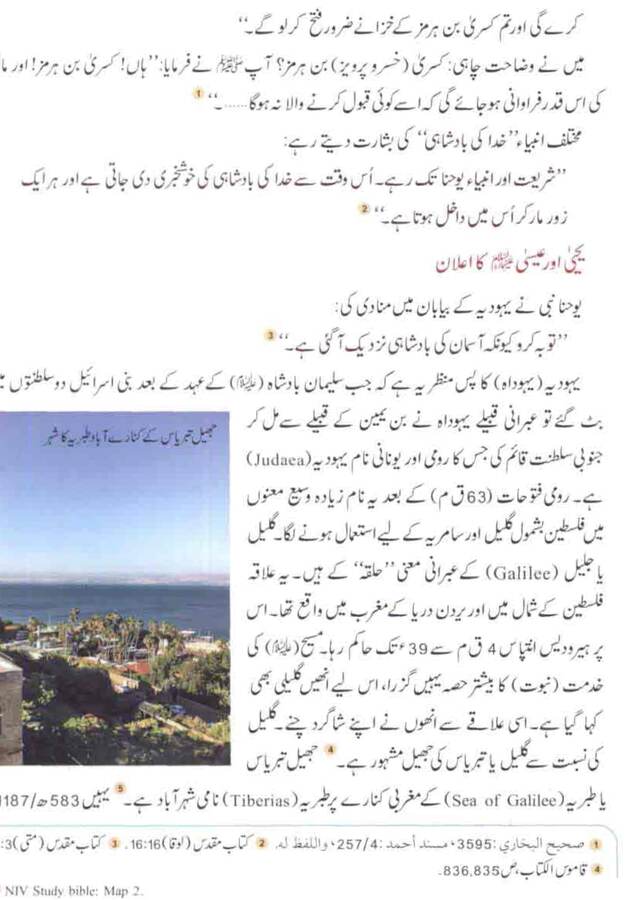 کرے گی اور تم کسریٰ بن ہرمز کے خزانے ضرور فتح کرلو گے۔‘‘
میں نے وضاحت چاہی: کسریٰ (خسرو پرویز) بن ہرمز؟ آپ ﷺ نے فرمایا: ’’ہاں! کسریٰ بن ہرمز! اور ما
کی اس قدر فراوانی ہو جائے گی کہ اسے کوئی قبول کرنے والا نہ ہوگا......۔‘‘ 1
مختلف انبیاء ’’خدا کی بادشاہی‘‘ کی بشارت دیتے رہے:
’’شریعت اور انبیاء یوحنا تک رہے۔ اُس وقت سے خدا کی بادشاہی کی خوشخبری دی جاتی ہے اور ہر ایک
زور مار کر اُس میں داخل ہوتا ہے۔‘‘ 2
یحییٰ اور عیسیٰ علیہ السلام کا اعلان
یوحنا نبی نے یہودیہ کے بیابان میں منادی کی:
’’توبہ کرو کیونکہ آسمان کی بادشاہی نزدیک آ گئی ہے۔‘‘ 3
یہودیہ (یہوداہ) کا پس منظر یہ ہے کہ جب سلیمان بادشاہ (علیہ السلام) کے عہد کے بعد بنی اسرائیل دو سلطنتوں میں
بٹ گئے تو عبرانی قبیلے یہوداہ نے بن یمین کے قبیلے سے مل کر
جنوبی سلطنت قائم کی جس کا رومی اور یونانی نام یہودیہ (Judaea)
ہے۔ رومی فتوحات (63 ق م) کے بعد یہ نام زیادہ وسیع معنوں
میں فلسطین بشمول گلیل اور سامریہ کے لیے استعمال ہونے لگا۔ گلیل
یا جلیل (Galilee) کے عبرانی معنی ’’حلقہ‘‘ کے ہیں۔ یہ علاقہ
فلسطین کے شمال میں اور یردن دریا کے مغرب میں واقع تھا۔ اس
پر ہیرودیس انتپاس 4 ق م سے 39ء تک حاکم رہا۔ مسیح (علیہ السلام) کی
خدمت (نبوت) کا بیشتر حصہ یہیں گزرا، اس لیے انھیں گلیلی بھی
کہا گیا ہے۔ اسی علاقے سے انھوں نے اپنے شاگرد چنے۔ گلیل
کی نسبت سے گلیل یا تبریاس کی جھیل مشہور ہے۔ 4 جھیل تبریاس
یا طبریہ (Sea of Galilee) کے مغربی کنارے پر طبریہ (Tiberias) نامی شہر آباد ہے۔ 5 یہیں 583ھ/1187
جھیل تبریاس کے کنارے آباد طبریہ کا شہر
1 صحیح البخاري: 3595، مسند أحمد: 257/4، واللفظ له. 2 کتاب مقدس (لوقا) 16:16. 3 کتاب مقدس (متی) 3:
4 قاموس الکتاب، ص 836,835.
NIV Study bible: Map 2.